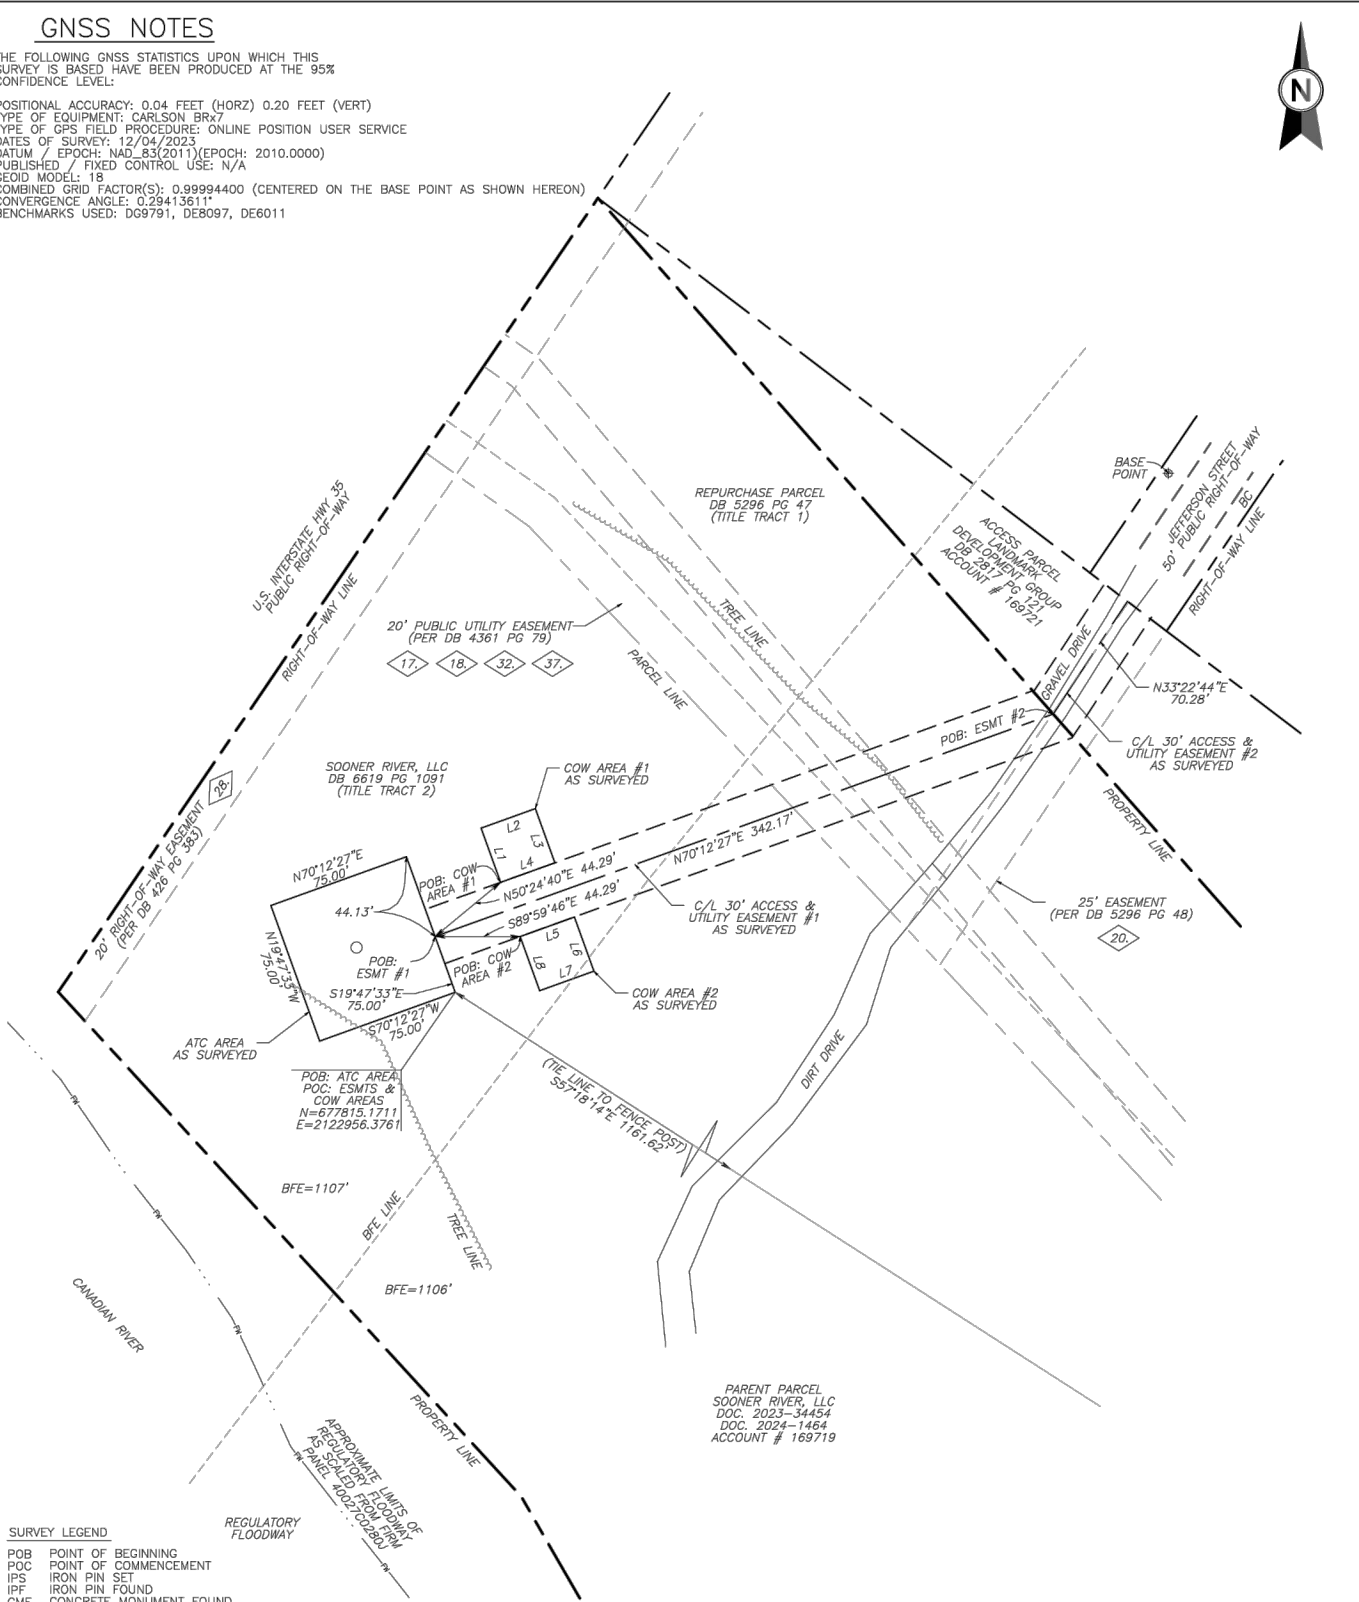 GNSS NOTES
THE FOLLOWING GNSS STATISTICS UPON WHICH THIS
SURVEY IS BASED HAVE BEEN PRODUCED AT THE 95%
CONFIDENCE LEVEL:
POSITIONAL ACCURACY: 0.04 FEET (HORZ) 0.20 FEET (VERT)
TYPE OF EQUIPMENT: CARLSON BRx7
TYPE OF GPS FIELD PROCEDURE: ONLINE POSITION USER SERVICE
DATES OF SURVEY: 12/04/2023
DATUM / EPOCH: NAD_83(2011)(EPOCH: 2010.0000)
PUBLISHED / FIXED CONTROL USE: N/A
GEOID MODEL: 18
COMBINED GRID FACTOR(S): 0.99994400 (CENTERED ON THE BASE POINT AS SHOWN HEREON)
CONVERGENCE ANGLE: 0.29413611°
BENCHMARKS USED: DG9791, DE8097, DE6011
N
BASE
POINT
JEFFERSON STREET
50' PUBLIC RIGHT-OF-WAY
BC
RIGHT-OF-WAY LINE
U.S. INTERSTATE HWY 35
PUBLIC RIGHT-OF-WAY
RIGHT-OF-WAY LINE
REPURCHASE PARCEL
DB 5296 PG 47
(TITLE TRACT 1)
ACCESS PARCEL
LANDMARK
DEVELOPMENT GROUP
DB 2817 PG 121
ACCOUNT
# 169721
20' PUBLIC UTILITY EASEMENT
(PER DB 4361 PG 79)
17.
18.
32.
37.
TREE LINE
PARCEL LINE
GRAVEL DRIVE
N33°22'44"E
70.28'
POB: ESMT #2
C/L 30' ACCESS &
UTILITY EASEMENT #2
AS SURVEYED
PROPERTY LINE
SOONER RIVER, LLC
DB 6619 PG 1091
(TITLE TRACT 2)
COW AREA #1
AS SURVEYED
28.
20' RIGHT-OF-WAY EASEMENT
(PER DB 426 PG 383)
L2
L1
L3
L4
N70°12'27"E 342.17'
N70°12'27"E
75.00'
POB: COW
AREA #1
N50°24'40"E 44.29'
S89°59'46"E 44.29'
44.13'
C/L 30' ACCESS &
UTILITY EASEMENT #1
AS SURVEYED
25' EASEMENT
(PER DB 5296 PG 48)
20.
N19°47'33"W
75.00'
POB:
ESMT #1
POB: COW
AREA #2
L5
L6
L8
L7
S19°47'33"E
75.00'
S70°12'27"W
75.00'
COW AREA #2
AS SURVEYED
ATC AREA
AS SURVEYED
POB: ATC AREA
POC: ESMTS &
COW AREAS
N=677815.1711
E=2122956.3761
(TIE LINE TO FENCE POST)
S57°18'14"E 1161.62'
DIRT DRIVE
FW
FW
BFE=1107'
BFE LINE
TREE LINE
BFE=1106'
CANADIAN RIVER
FW
PROPERTY LINE
PARENT PARCEL
SOONER RIVER, LLC
DOC. 2023-34454
DOC. 2024-1464
ACCOUNT # 169719
APPROXIMATE LIMITS OF
REGULATORY FLOODWAY
AS SCALED FROM FIRM
PANEL 40027C0280J
FW
REGULATORY
FLOODWAY
FW
SURVEY LEGEND
POB POINT OF BEGINNING
POC POINT OF COMMENCEMENT
IPS IRON PIN SET
IPF IRON PIN FOUND
CMF CONCRETE MONUMENT FOUND